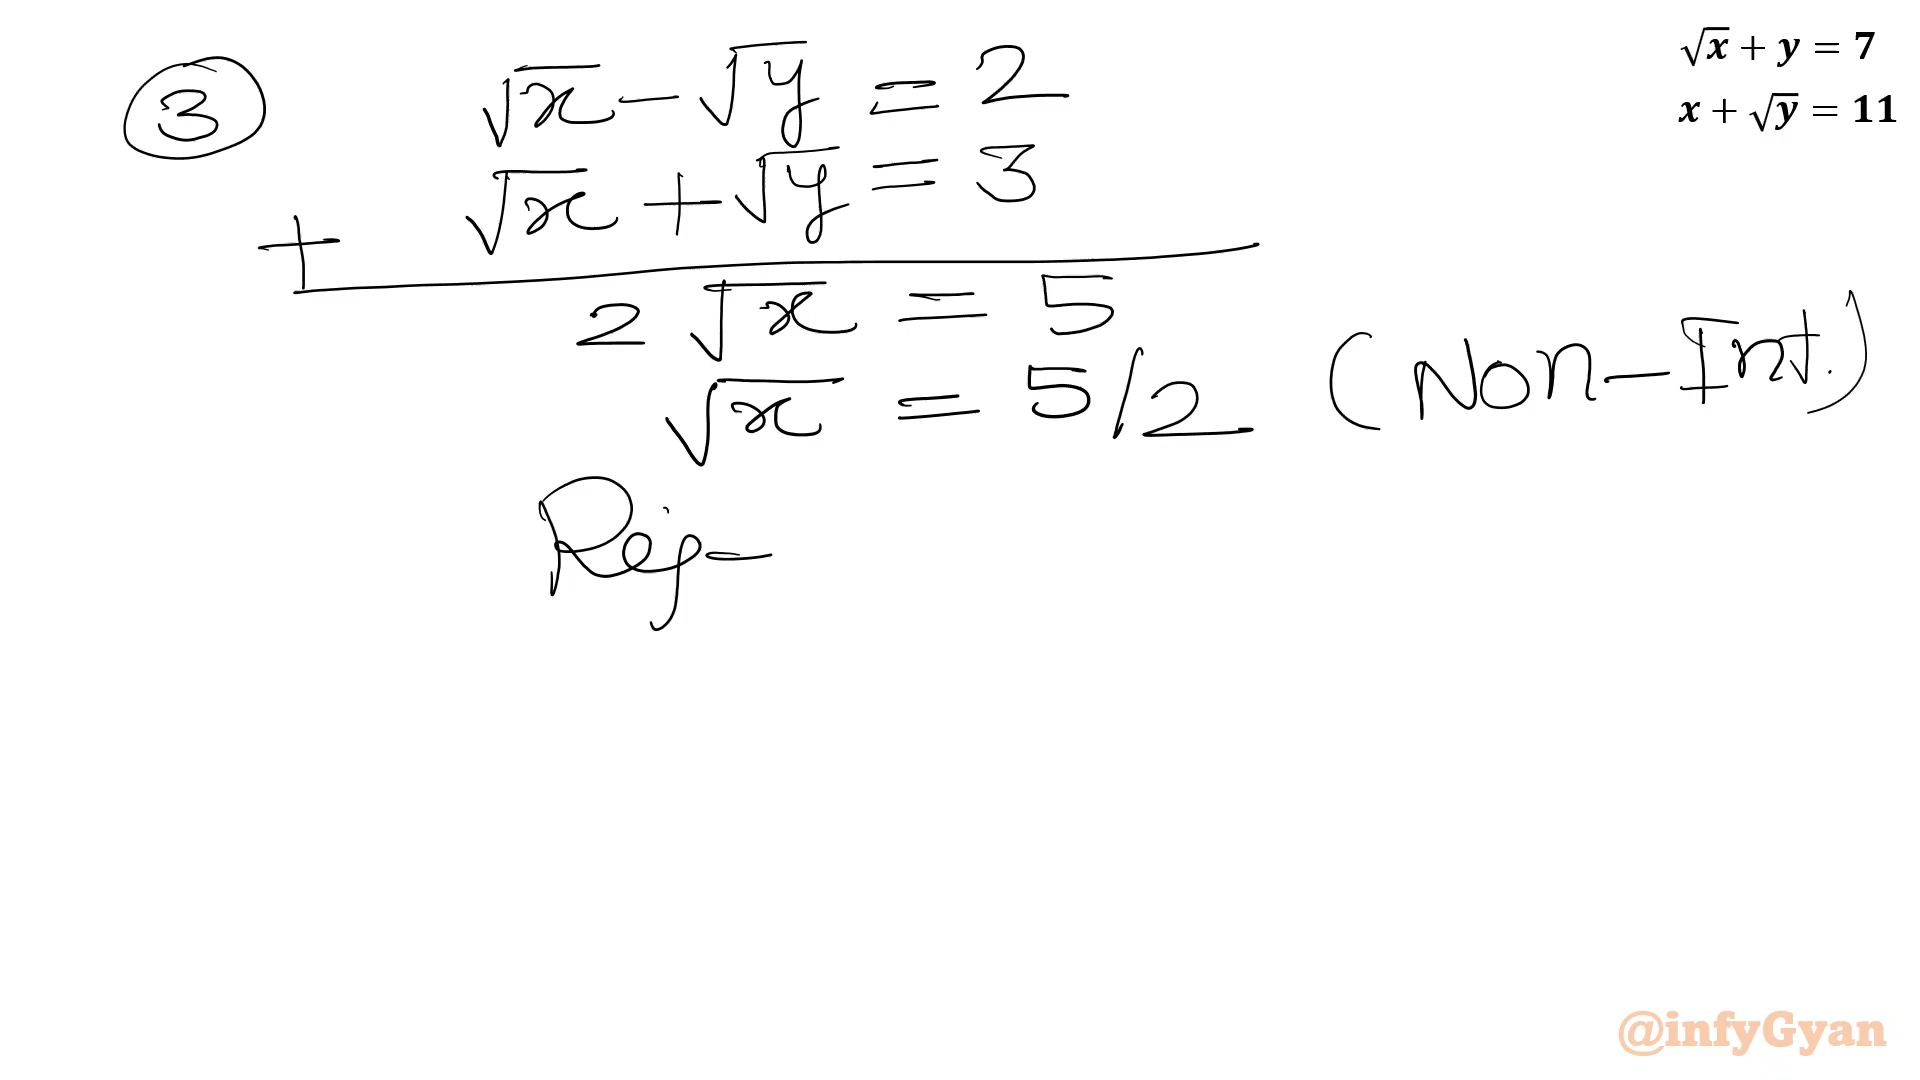 ③ √x − √y = 2
√x + √y = 3
+
2√x = 5
√x = 5/2 (Non-Int.)
Rej-
√x + y = 7
x + √y = 11
@infyGyan